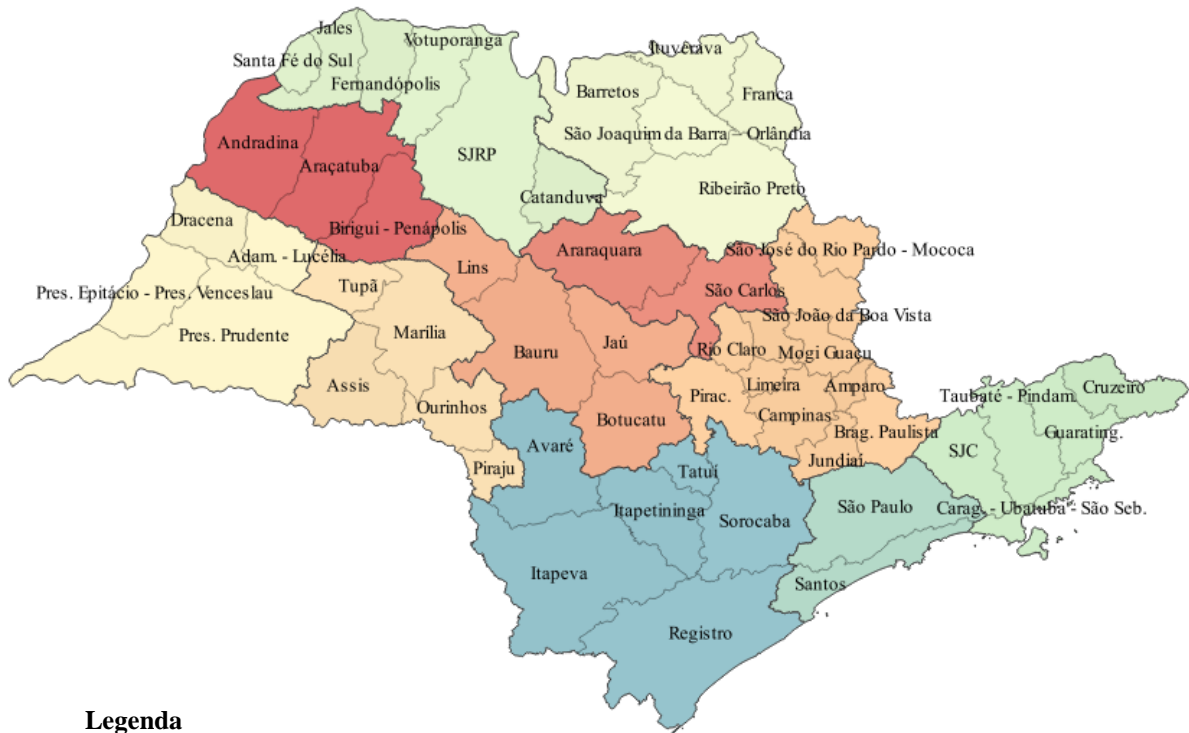 Jales
Votuporanga
Ituverava
Santa Fé do Sul
Fernandópolis
Barretos
Franca
Andradina
São Joaquim da Barra - Orlândia
Araçatuba
SJRP
Catanduva
Ribeirão Preto
Dracena
Birigui - Penápolis
Adam. - Lucélia
Araraquara
São José do Rio Pardo - Mococa
Lins
Tupã
São Carlos
Pres. Epitácio - Pres. Venceslau
São João da Boa Vista
Pres. Prudente
Marília
Jaú
Bauru
Rio Claro
Mogi Guaçu
Assis
Limeira
Amparo
Pirac.
Taubaté - Pindam.
Cruzeiro
Ourinhos
Botucatu
Campinas
Brag. Paulista
Guarating.
Avaré
SJC
Jundiaí
Piraju
Tatuí
Itapetininga
São Paulo
Carag. - Ubatuba - São Seb.
Sorocaba
Itapeva
Santos
Registro
Legenda